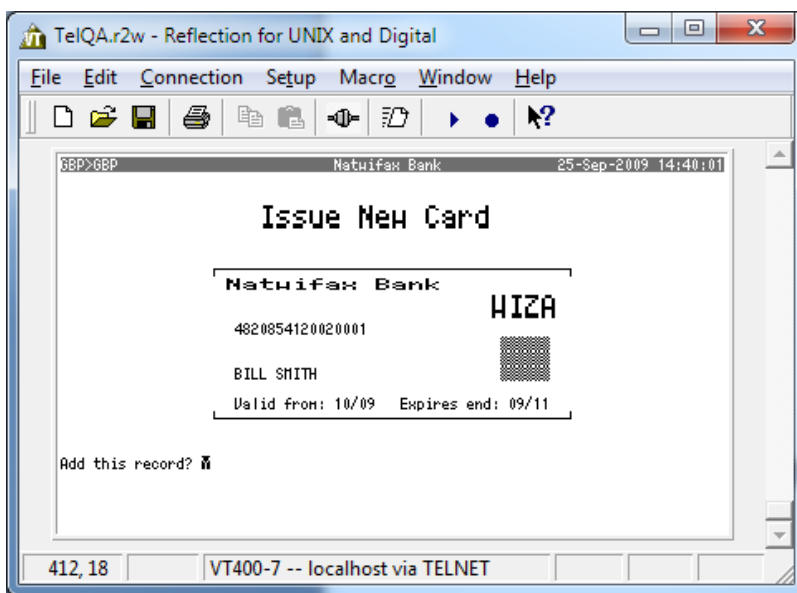 TelQA.r2w - Reflection for UNIX and Digital
File Edit Connection Setup Macro Window Help
GBP>GBP Natwifax Bank 25-Sep-2009 14:40:01
Issue New Card
Natwifax Bank
WIZA
4820854120020001
BILL SMITH
Valid from: 10/09 Expires end: 09/11
Add this record?
412, 18 VT400-7 -- localhost via TELNET